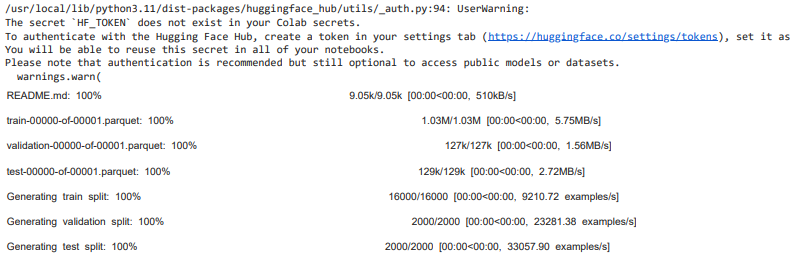 /usr/local/lib/python3.11/dist-packages/huggingface_hub/utils/_auth.py:94: UserWarning:
The secret `HF_TOKEN` does not exist in your Colab secrets.
To authenticate with the Hugging Face Hub, create a token in your settings tab (https://huggingface.co/settings/tokens), set it as
You will be able to reuse this secret in all of your notebooks.
Please note that authentication is recommended but still optional to access public models or datasets.
warnings.warn(
README.md: 100% 9.05k/9.05k [00:00<00:00, 510kB/s]
train-00000-of-00001.parquet: 100% 1.03M/1.03M [00:00<00:00, 5.75MB/s]
validation-00000-of-00001.parquet: 100% 127k/127k [00:00<00:00, 1.56MB/s]
test-00000-of-00001.parquet: 100% 129k/129k [00:00<00:00, 2.72MB/s]
Generating train split: 100% 16000/16000 [00:00<00:00, 9210.72 examples/s]
Generating validation split: 100% 2000/2000 [00:00<00:00, 23281.38 examples/s]
Generating test split: 100% 2000/2000 [00:00<00:00, 33057.90 examples/s]